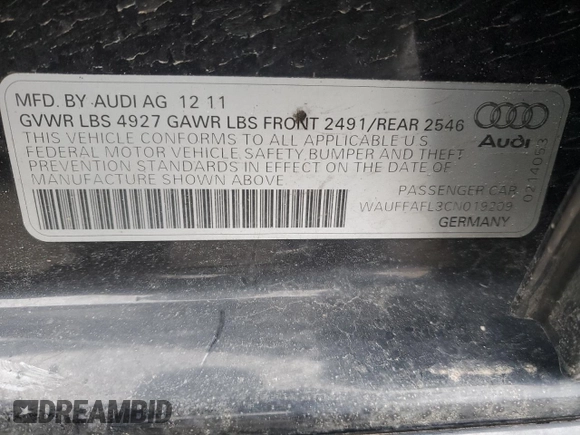 MFD. BY AUDI AG 12 11
GVWR LBS 4927 GAWR LBS FRONT 2491/REAR 2546
THIS VEHICLE CONFORMS TO ALL APPLICABLE U S
FEDERAL MOTOR VEHICLE SAFETY, BUMPER AND THEFT
PREVENTION STANDARDS IN EFFECT ON THE DATE OF
MANUFACTURE SHOWN ABOVE
Audi
PASSENGER CAR
WAUFFAFL3CN019209
GERMANY
0214053
DREAMBID